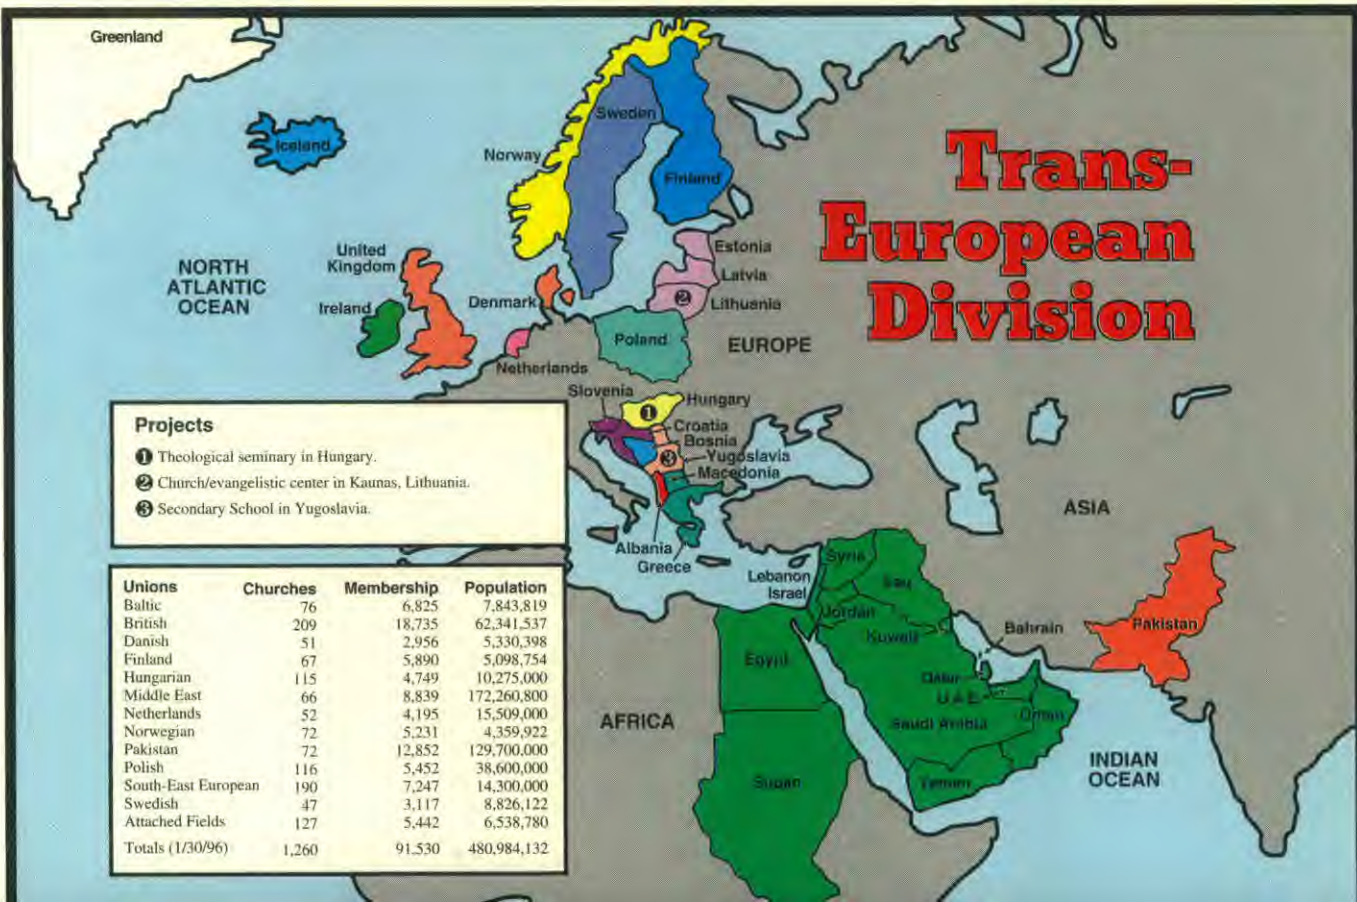 Greenland
Iceland
Norway
Sweden
Finland
Trans-
European
Division
NORTH
ATLANTIC
OCEAN
United
Kingdom
Ireland
Denmark
Estonia
Latvia
Lithuania
2
Poland
EUROPE
Netherlands
Slovenia
Hungary
1
Croatia
Bosnia
Yugoslavia
3
Macedonia
Albania
Greece
ASIA
Projects
1 Theological seminary in Hungary.
2 Church/evangelistic center in Kaunas, Lithuania.
3 Secondary School in Yugoslavia.
Lebanon
Israel
Syria
Iraq
Jordan
Kuwait
Bahrain
Pakistan
Egypt
Qatar
U.A.E.
Saudi Arabia
Oman
Yemen
Sudan
AFRICA
INDIAN
OCEAN
Unions Churches Membership Population
Baltic 76 6,825 7,843,819
British 209 18,735 62,341,537
Danish 51 2,956 5,330,398
Finland 67 5,890 5,098,754
Hungarian 115 4,749 10,275,000
Middle East 66 8,839 172,260,800
Netherlands 52 4,195 15,509,000
Norwegian 72 5,231 4,359,922
Pakistan 72 12,852 129,700,000
Polish 116 5,452 38,600,000
South-East European 190 7,247 14,300,000
Swedish 47 3,117 8,826,122
Attached Fields 127 5,442 6,538,780
Totals (1/30/96) 1,260 91,530 480,984,132